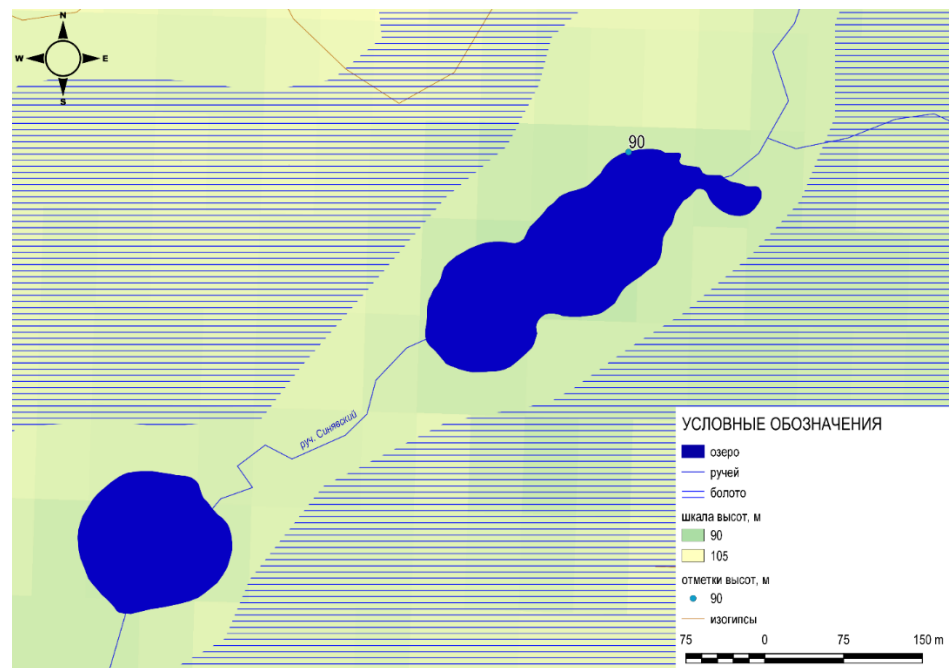 N
W
E
S
90
руч. Синявский
УСЛОВНЫЕ ОБОЗНАЧЕНИЯ
озеро
ручей
болото
шкала высот, м
90
105
отметки высот, м
90
изогипсы
75 0 75 150 m